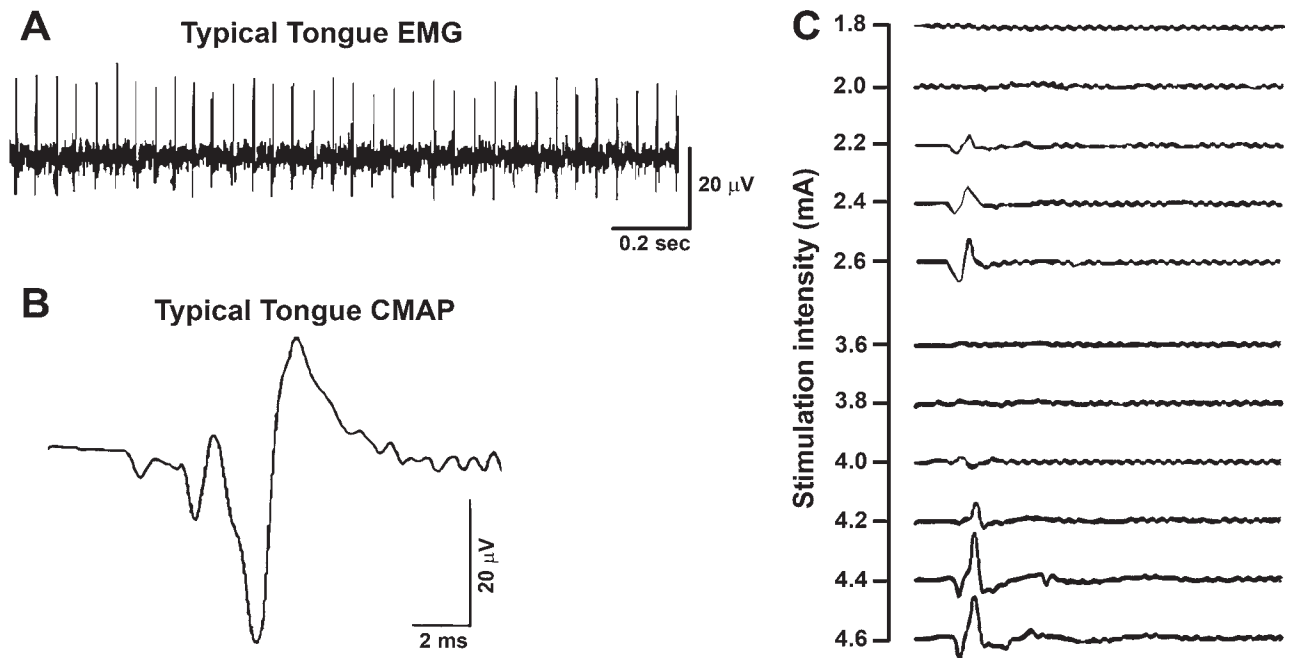 A
Typical Tongue EMG
20 μV
0.2 sec
B
Typical Tongue CMAP
20 μV
2 ms
C
Stimulation intensity (mA)
1.8
2.0
2.2
2.4
2.6
3.6
3.8
4.0
4.2
4.4
4.6